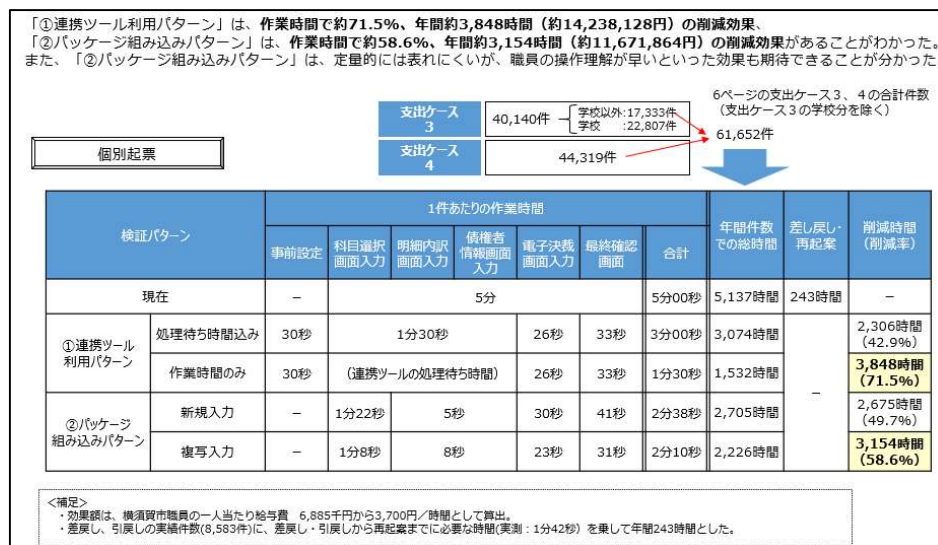 「①連携ツール利用パターン」は、作業時間で約71.5%、年間約3,848時間（約14,238,128円）の削減効果、
「②パッケージ組み込みパターン」は、作業時間で約58.6%、年間約3,154時間（約11,671,864円）の削減効果があることがわかった。
また、「②パッケージ組み込みパターン」は、定量的には表れにくいが、職員の操作理解が早いといった効果も期待できることが分かった
6ページの支出ケース３、４の合計件数
（支出ケース３の学校分を除く）
支出ケース
3
40,140件
学校以外:17,333件
学校　:22,807件
61,652件
個別起票
支出ケース
4
44,319件
検証パターン
1件あたりの作業時間
年間件数
での総時間
差し戻し・
再起案
削減時間
(削減率)
事前設定
科目選択
画面入力
明細内訳
画面入力
債権者
情報画面
入力
電子決裁
画面入力
最終確認
画面
合計
現在 － 5分 5分00秒 5,137時間 243時間 －
①連携ツール
利用パターン
処理待ち時間込み 30秒 1分30秒 26秒 33秒 3分00秒 3,074時間 － 2,306時間
(42.9%)
作業時間のみ 30秒 （連携ツールの処理待ち時間） 26秒 33秒 1分30秒 1,532時間 3,848時間
(71.5%)
②パッケージ
組み込みパターン
新規入力 － 1分22秒 5秒 30秒 41秒 2分38秒 2,705時間 2,675時間
(49.7%)
複写入力 － 1分8秒 8秒 23秒 31秒 2分10秒 2,226時間 3,154時間
(58.6%)
＜補足＞
・効果額は、横須賀市職員の一人当たり給与費　6,885千円から3,700円／時間として算出。
・差戻し、引戻しの実績件数(8,583件)に、差戻し・引戻しから再起案までに必要な時間(実測：1分42秒）を乗して年間243時間とした。